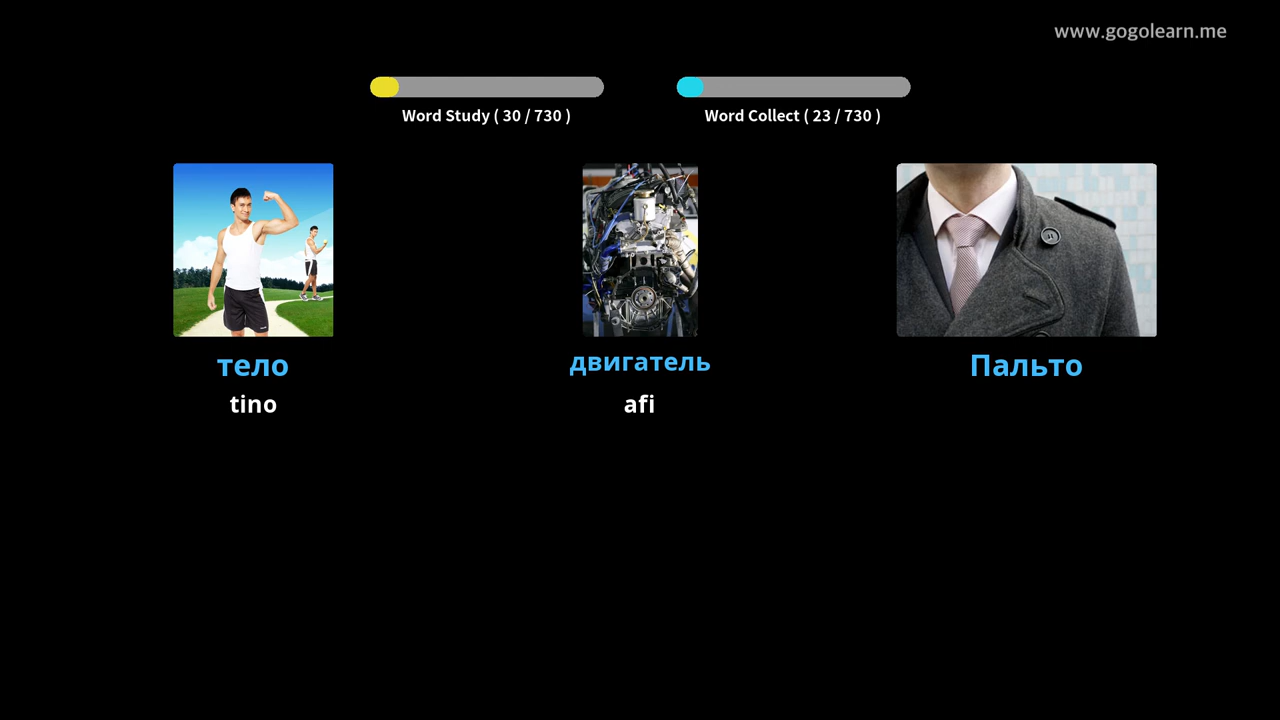 www.gogolearn.me
Word Study ( 30 / 730 )
Word Collect ( 23 / 730 )
тело
двигатель
Пальто
tino
afi